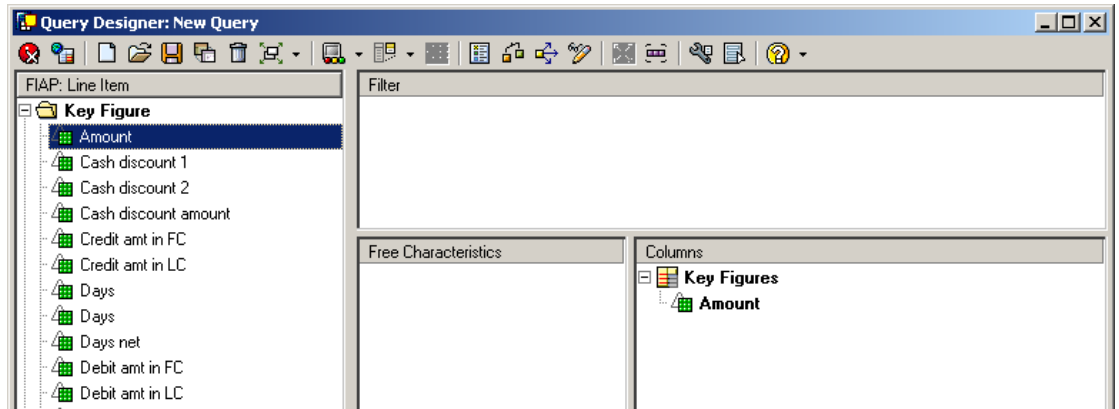 Query Designer: New Query
FIAP: Line Item
Key Figure
Amount
Cash discount 1
Cash discount 2
Cash discount amount
Credit amt in FC
Credit amt in LC
Days
Days
Days net
Debit amt in FC
Debit amt in LC
Filter
Free Characteristics
Columns
Key Figures
Amount